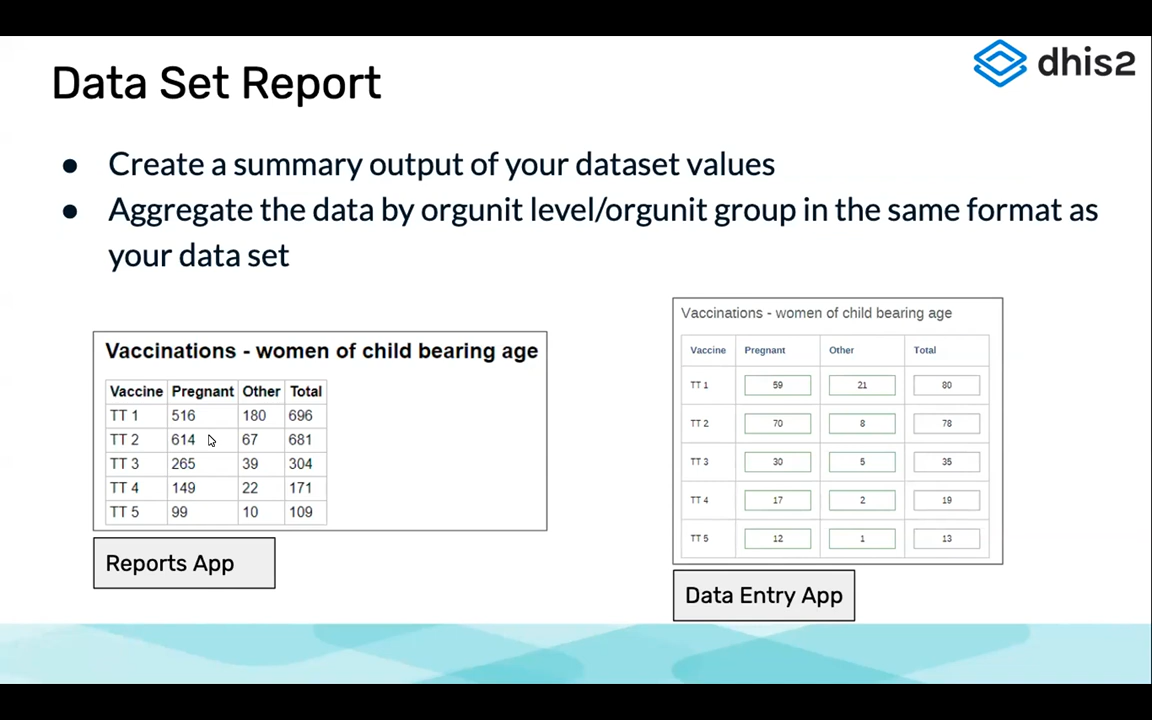 dhis2
Data Set Report
● Create a summary output of your dataset values
● Aggregate the data by orgunit level/orgunit group in the same format as
your data set
Vaccinations - women of child bearing age
Vaccine Pregnant Other Total
TT 1 516 180 696
TT 2 614 67 681
TT 3 265 39 304
TT 4 149 22 171
TT 5 99 10 109
Reports App
Vaccinations - women of child bearing age
Vaccine Pregnant Other Total
TT 1 59 21 80
TT 2 70 8 78
TT 3 30 5 35
TT 4 17 2 19
TT 5 12 1 13
Data Entry App